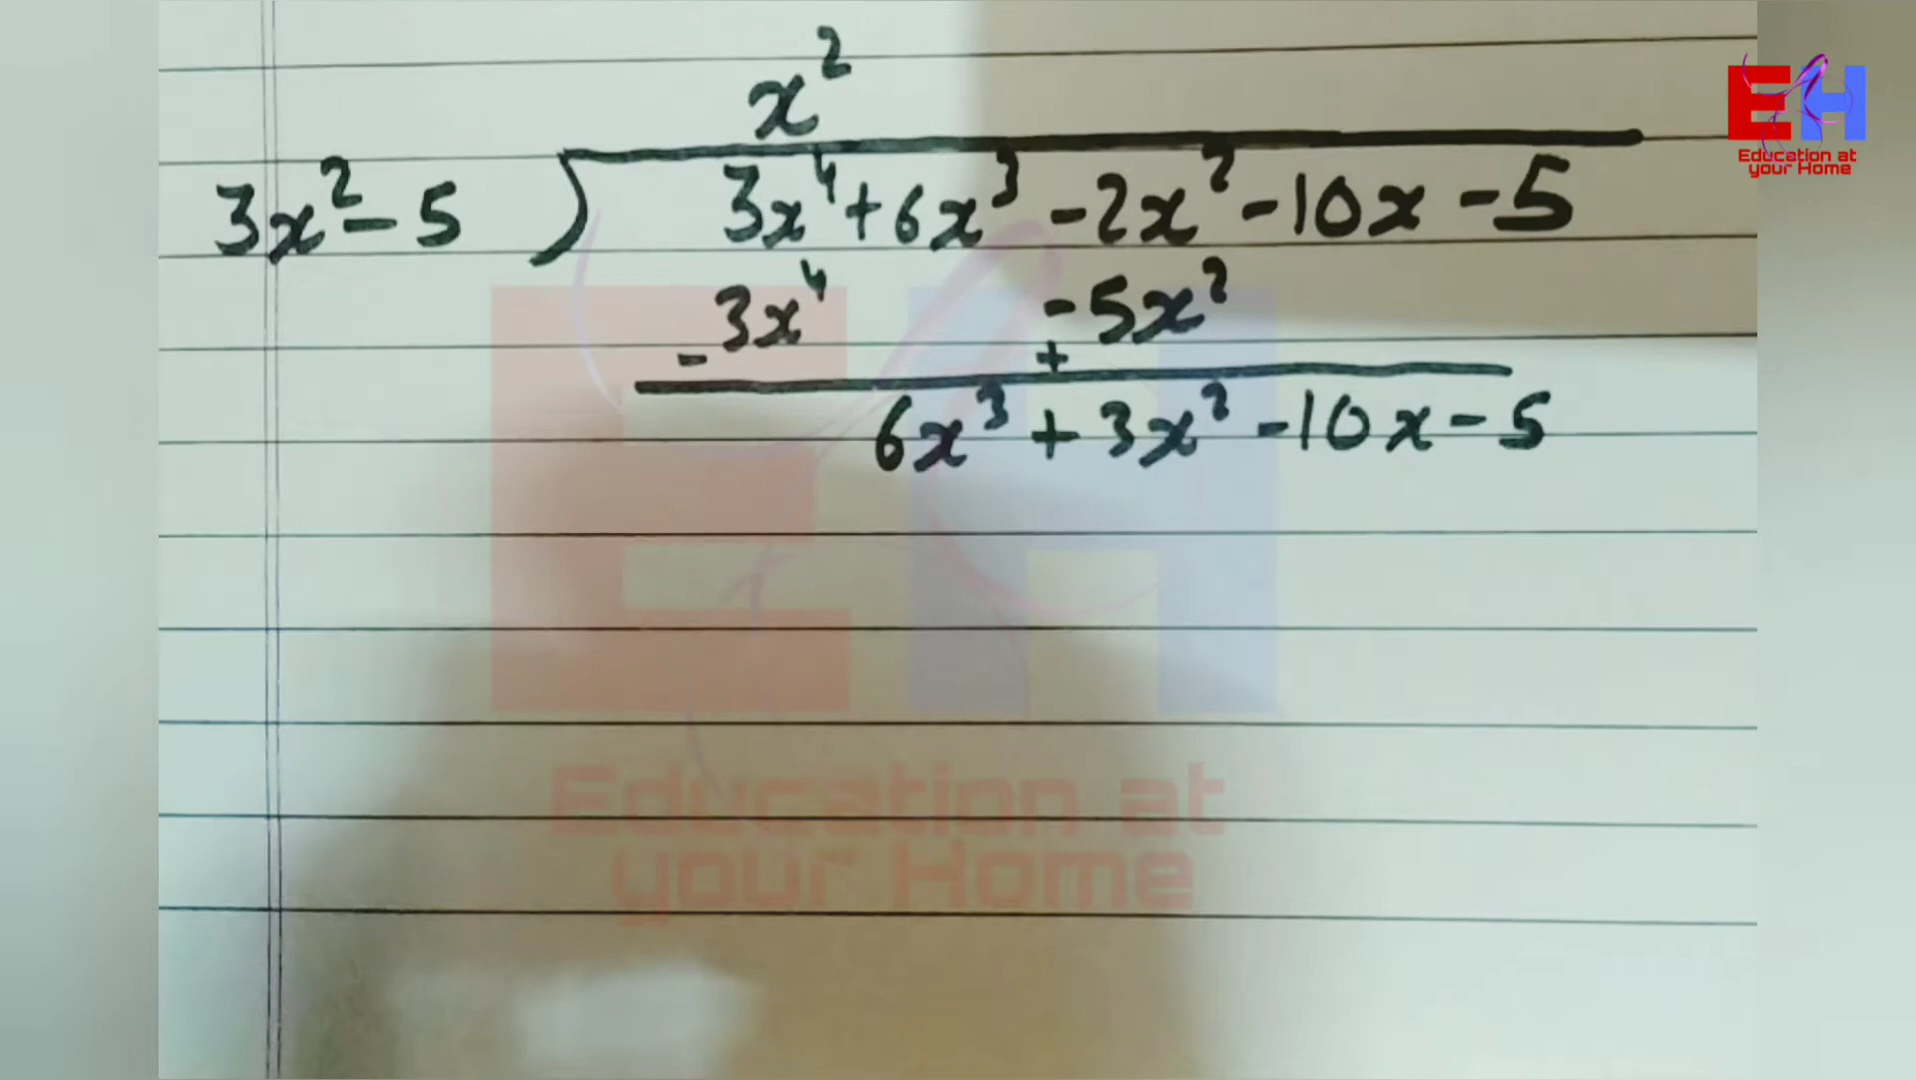 x²
3x² - 5 ) 3x⁴ + 6x³ - 2x² - 10x - 5
3x⁴ - 5x²
- +
6x³ + 3x² - 10x - 5
EH
Education at
your Home
Education at
your Home